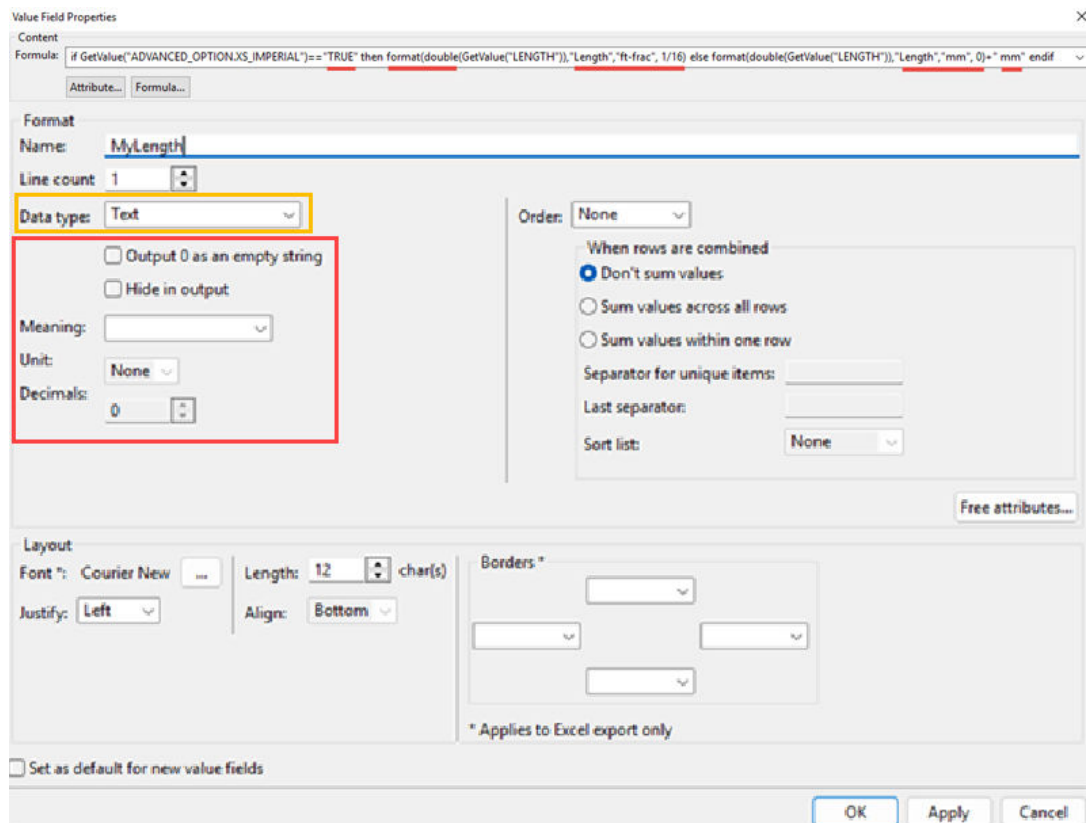 Value Field Properties
Content
Formula: if GetValue("ADVANCED_OPTION.XS_IMPERIAL")=="TRUE" then format(double(GetValue("LENGTH")),"Length","ft-frac", 1/16) else format(double(GetValue("LENGTH")),"Length","mm", 0)+" mm" endif
Attribute... Formula...
Format
Name: MyLength
Line count 1
Data type: Text
Order: None
Output 0 as an empty string
Hide in output
Meaning:
Unit: None
Decimals: 0
When rows are combined
Don't sum values
Sum values across all rows
Sum values within one row
Separator for unique items:
Last separator:
Sort list: None
Free attributes...
Layout
Font *: Courier New ...
Justify: Left
Length: 12 char(s)
Align: Bottom
Borders *
* Applies to Excel export only
Set as default for new value fields
OK Apply Cancel